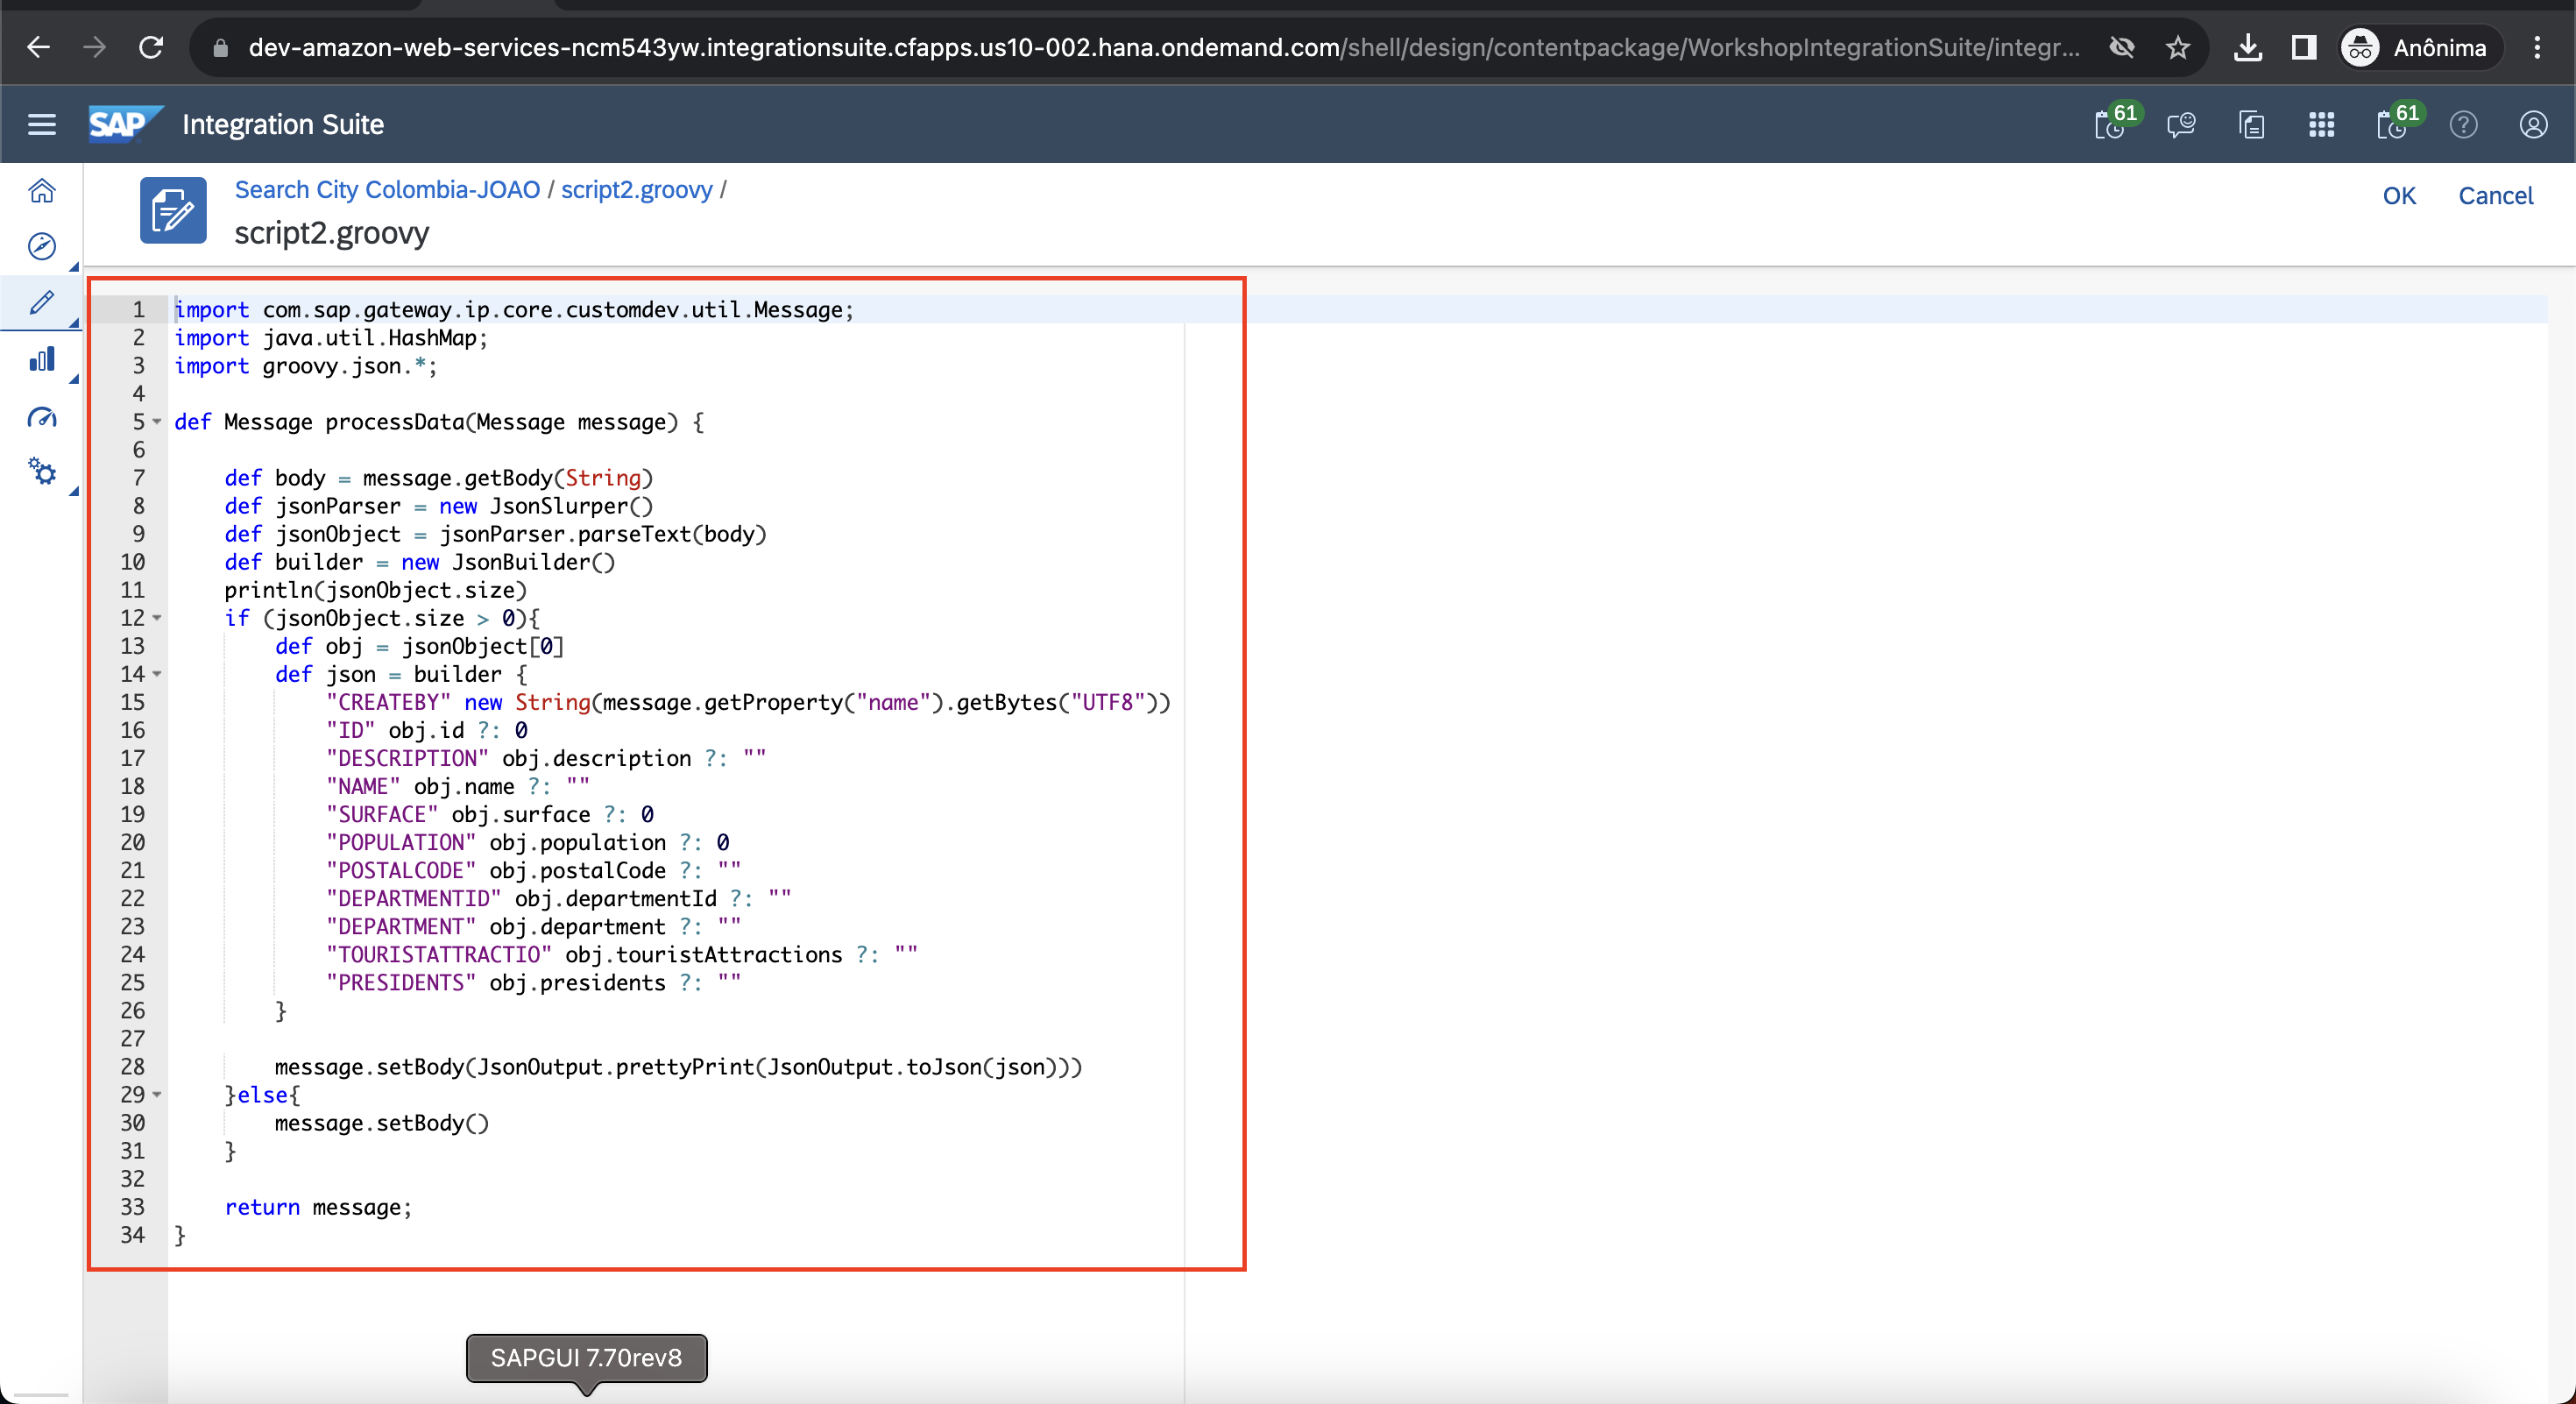 dev-amazon-web-services-ncm543yw.integrationsuite.cfapps.us10-002.hana.ondemand.com/shell/design/contentpackage/WorkshopIntegrationSuite/integr...
Anônima
SAP Integration Suite
61
61
Search City Colombia-JOAO / script2.groovy /
script2.groovy
OK Cancel
1 import com.sap.gateway.ip.core.customdev.util.Message;
2 import java.util.HashMap;
3 import groovy.json.*;
4
5 def Message processData(Message message) {
6
7     def body = message.getBody(String)
8     def jsonParser = new JsonSlurper()
9     def jsonObject = jsonParser.parseText(body)
10     def builder = new JsonBuilder()
11     println(jsonObject.size)
12     if (jsonObject.size > 0){
13         def obj = jsonObject[0]
14         def json = builder {
15             "CREATEBY" new String(message.getProperty("name").getBytes("UTF8"))
16             "ID" obj.id ?: 0
17             "DESCRIPTION" obj.description ?: ""
18             "NAME" obj.name ?: ""
19             "SURFACE" obj.surface ?: 0
20             "POPULATION" obj.population ?: 0
21             "POSTALCODE" obj.postalCode ?: ""
22             "DEPARTMENTID" obj.departmentId ?: ""
23             "DEPARTMENT" obj.department ?: ""
24             "TOURISTATTRACTIO" obj.touristAttractions ?: ""
25             "PRESIDENTS" obj.presidents ?: ""
26         }
27
28         message.setBody(JsonOutput.prettyPrint(JsonOutput.toJson(json)))
29     }else{
30         message.setBody()
31     }
32
33     return message;
34 }
SAPGUI 7.70rev8